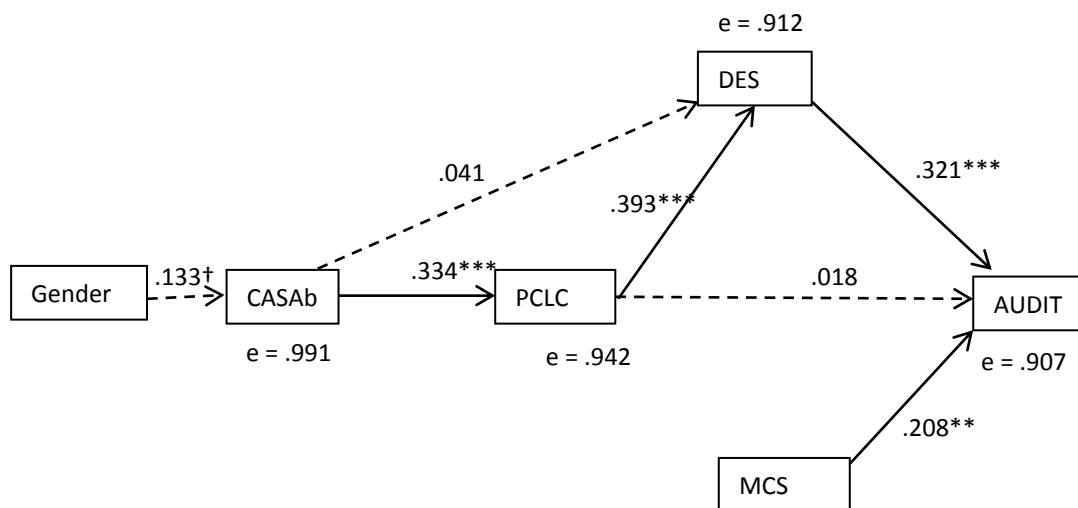 e = .912
DES
.041
.393***
.321***
Gender
.133†
CASAb
.334***
PCLC
.018
AUDIT
e = .991
e = .942
e = .907
.208**
MCS